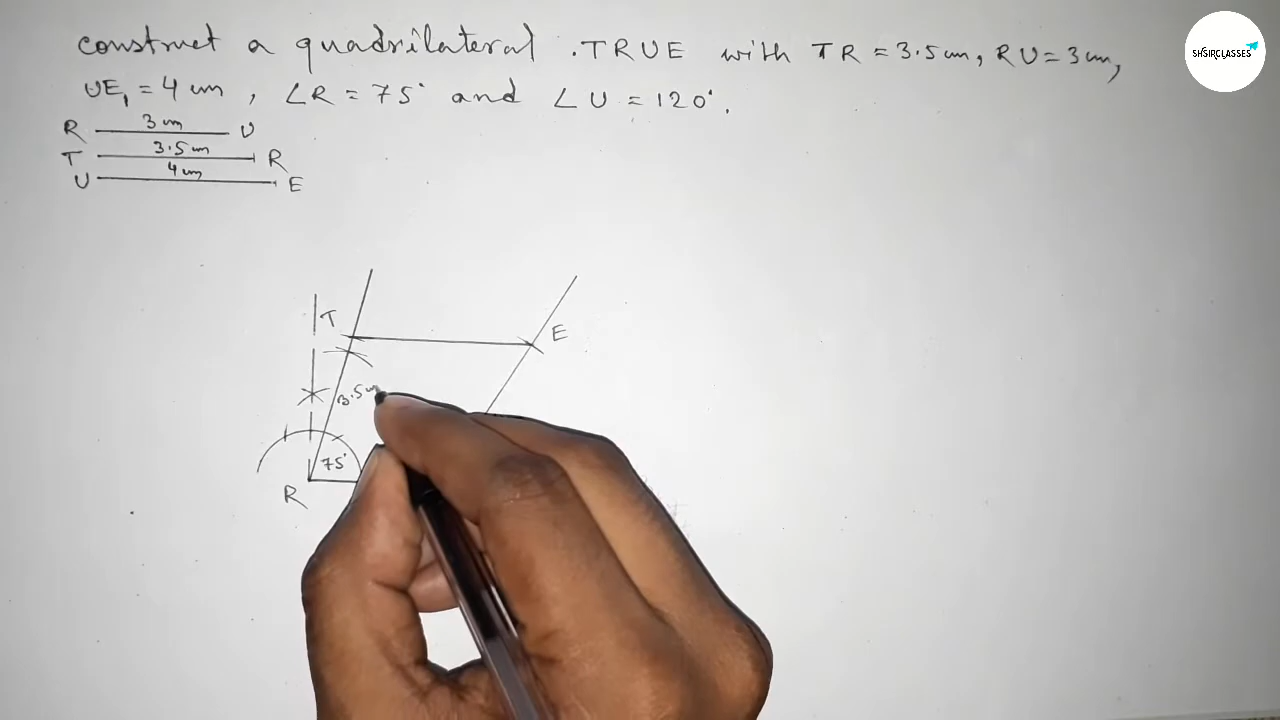 construct a quadrilateral .TRUE with TR = 3.5 cm, RU = 3 cm,
UE, = 4 cm , ∠R = 75° and ∠U = 120°.
R 3 cm U
T 3.5 cm R
U 4 cm E
SHSIRCLASSES
T
E
3.5 cm
75°
R